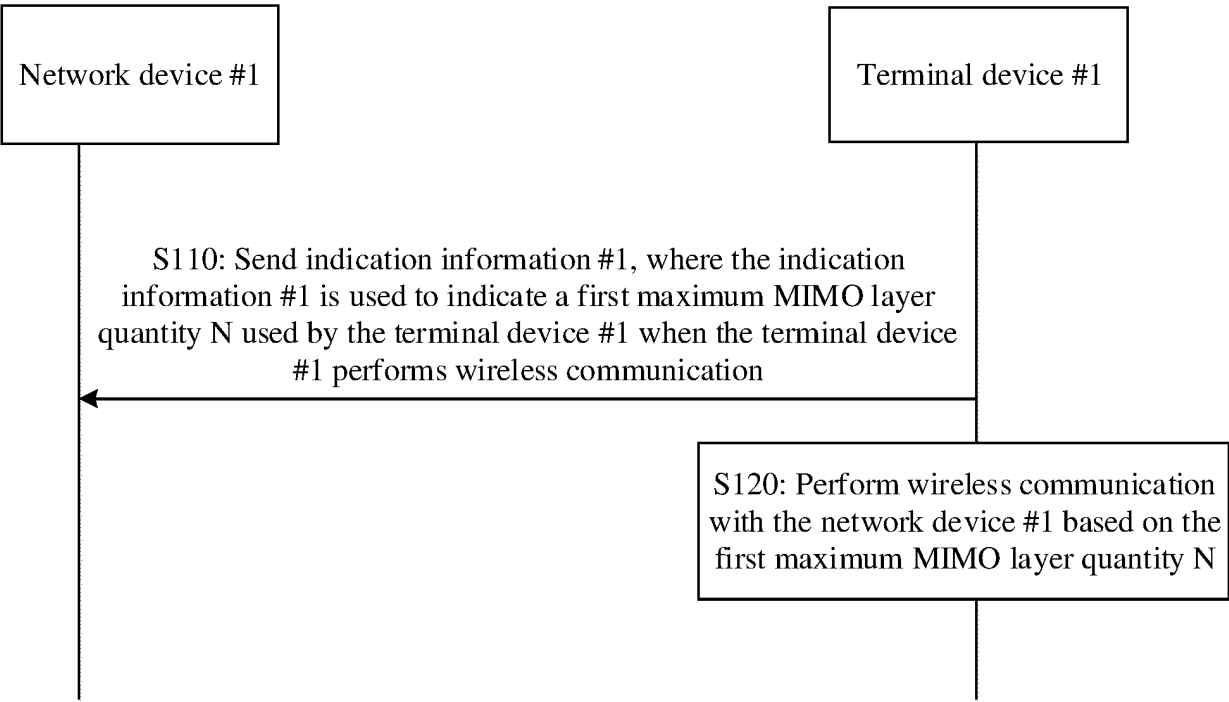 Network device #1
Terminal device #1
S110: Send indication information #1, where the indication
information #1 is used to indicate a first maximum MIMO layer
quantity N used by the terminal device #1 when the terminal device
#1 performs wireless communication
S120: Perform wireless communication
with the network device #1 based on the
first maximum MIMO layer quantity N